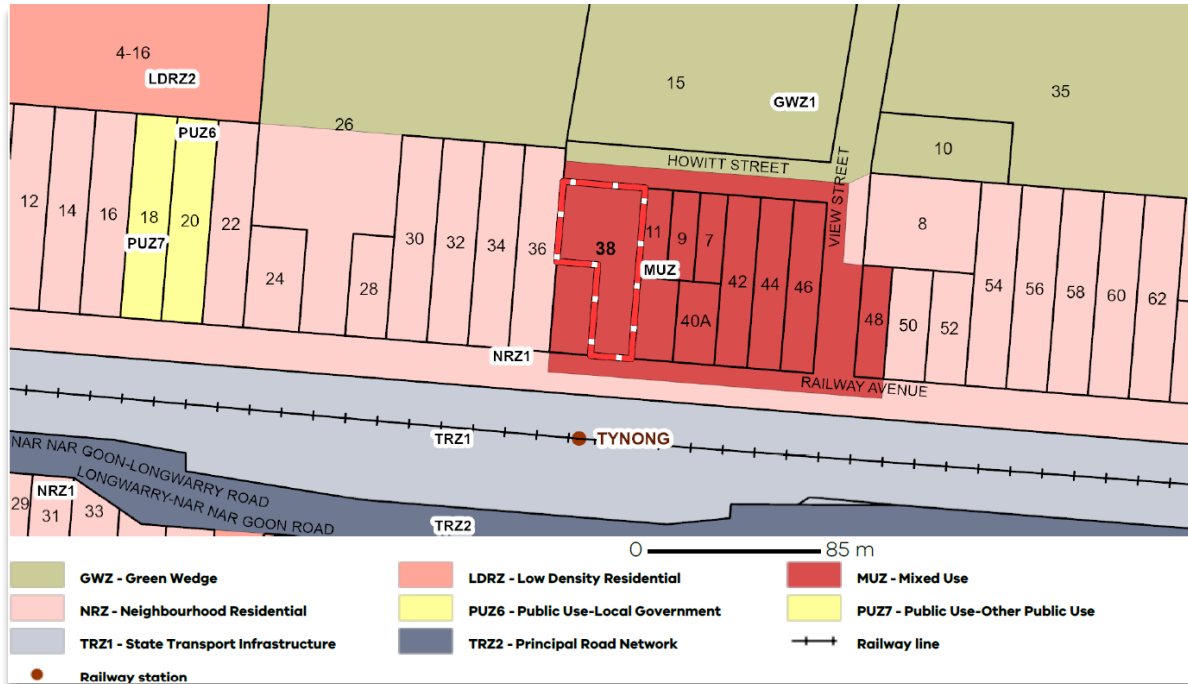 4-16
LDRZ2
15
GWZ1
35
26
PUZ6
10
HOWITT STREET
VIEW STREET
12
14
16
18
20
22
PUZ7
24
28
30
32
34
36
38
11
9
7
MUZ
40A
42
44
46
8
48
50
52
54
56
58
60
62
NRZ1
RAILWAY AVENUE
TRZ1
TYNONG
NAR NAR GOON-LONGWARRY ROAD
LONGWARRY-NAR NAR GOON ROAD
NRZ1
29
31
33
TRZ2
0 85 m
GWZ - Green Wedge
LDRZ - Low Density Residential
MUZ - Mixed Use
NRZ - Neighbourhood Residential
PUZ6 - Public Use-Local Government
PUZ7 - Public Use-Other Public Use
TRZ1 - State Transport Infrastructure
TRZ2 - Principal Road Network
Railway line
Railway station